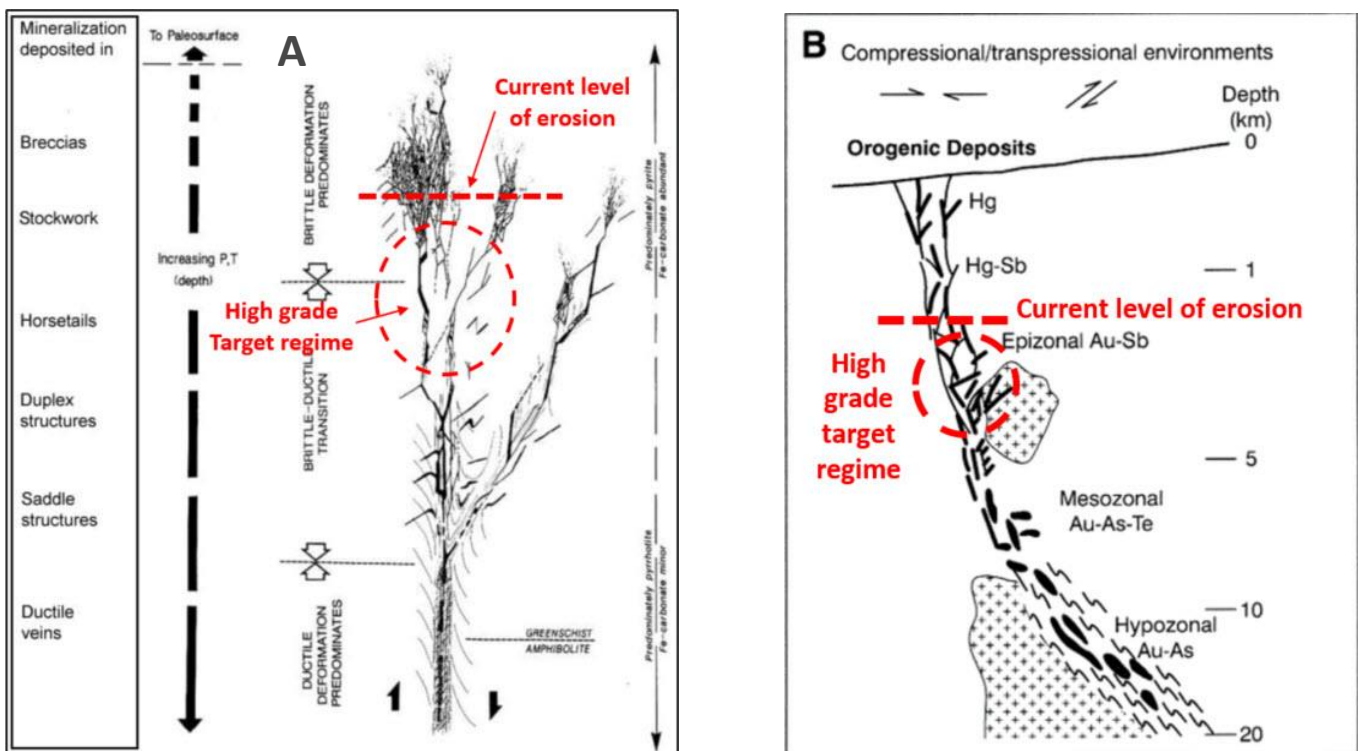 Mineralization
deposited in
Breccias
Stockwork
Horsetails
Duplex
structures
Saddle
structures
Ductile
veins
To Paleosurface
Increasing P,T
(depth)
A
BRITTLE DEFORMATION
PREDOMINATES
BRITTLE-DUCTILE
TRANSITION
DUCTILE
DEFORMATION
PREDOMINATES
Current level
of erosion
High grade
Target regime
GREENSCHIST
AMPHIBOLITE
Predominately pyrite
Fe-carbonate abundant
Predominately pyrrhotite
Fe-carbonate minor
B
Compressional/transpressional environments
Depth
(km)
0
Orogenic Deposits
Hg
Hg-Sb
1
Current level of erosion
Epizonal Au-Sb
High
grade
target
regime
5
Mesozonal
Au-As-Te
10
Hypozonal
Au-As
20